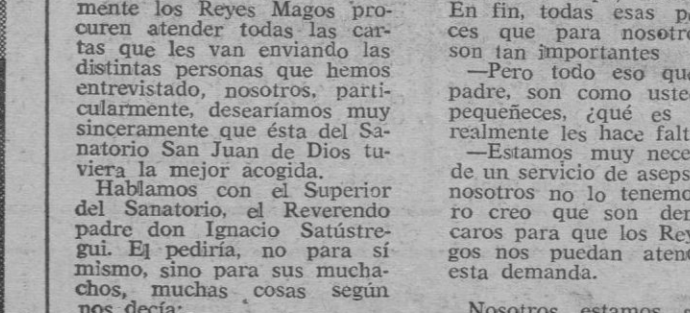 mente los Reyes Magos pro-
curen atender todas las car-
tas que les van enviando las
distintas personas que hemos
entrevistado, nosotros, parti-
cularmente, desearíamos muy
sinceramente que ésta del Sa-
natorio San Juan de Dios tu-
viera la mejor acogida.
Hablamos con el Superior
del Sanatorio, el Reverendo
padre don Ignacio Satústre-
gui. El pediría, no para sí
mismo, sino para sus mucha-
chos, muchas cosas según
nos decía:
En fin, todas esas p
ces que para nosotro
son tan importantes
—Pero todo eso qu
padre, son como uste
pequeñeces, ¿qué es
realmente les hace falt
—Estamos muy nece
de un servicio de aseps
nosotros no lo tenemo
ro creo que son de
caros para que los Rey
gos nos puedan aten
esta demanda.
Nosotros estamos